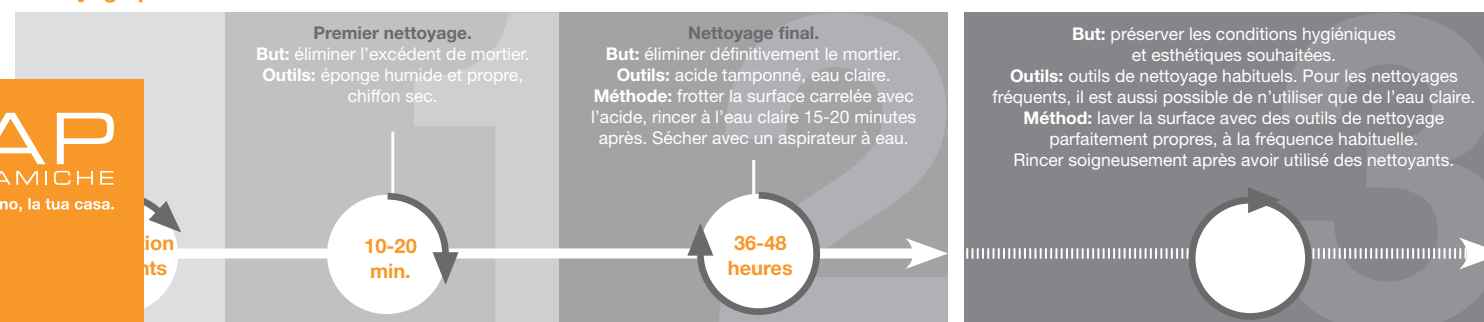 Premier nettoyage.
But: éliminer l'excédent de mortier.
Outils: éponge humide et propre,
chiffon sec.
10-20
min.
1
Nettoyage final.
But: éliminer définitivement le mortier.
Outils: acide tamponné, eau claire.
Méthode: frotter la surface carrelée avec
l'acide, rincer à l'eau claire 15-20 minutes
après. Sécher avec un aspirateur à eau.
36-48
heures
2
But: préserver les conditions hygiéniques
et esthétiques souhaitées.
Outils: outils de nettoyage habituels. Pour les nettoyages
fréquents, il est aussi possible de n'utiliser que de l'eau claire.
Méthod: laver la surface avec des outils de nettoyage
parfaitement propres, à la fréquence habituelle.
Rincer soigneusement après avoir utilisé des nettoyants.
3
AP
AMICHE
no, la tua casa.
tion
nts